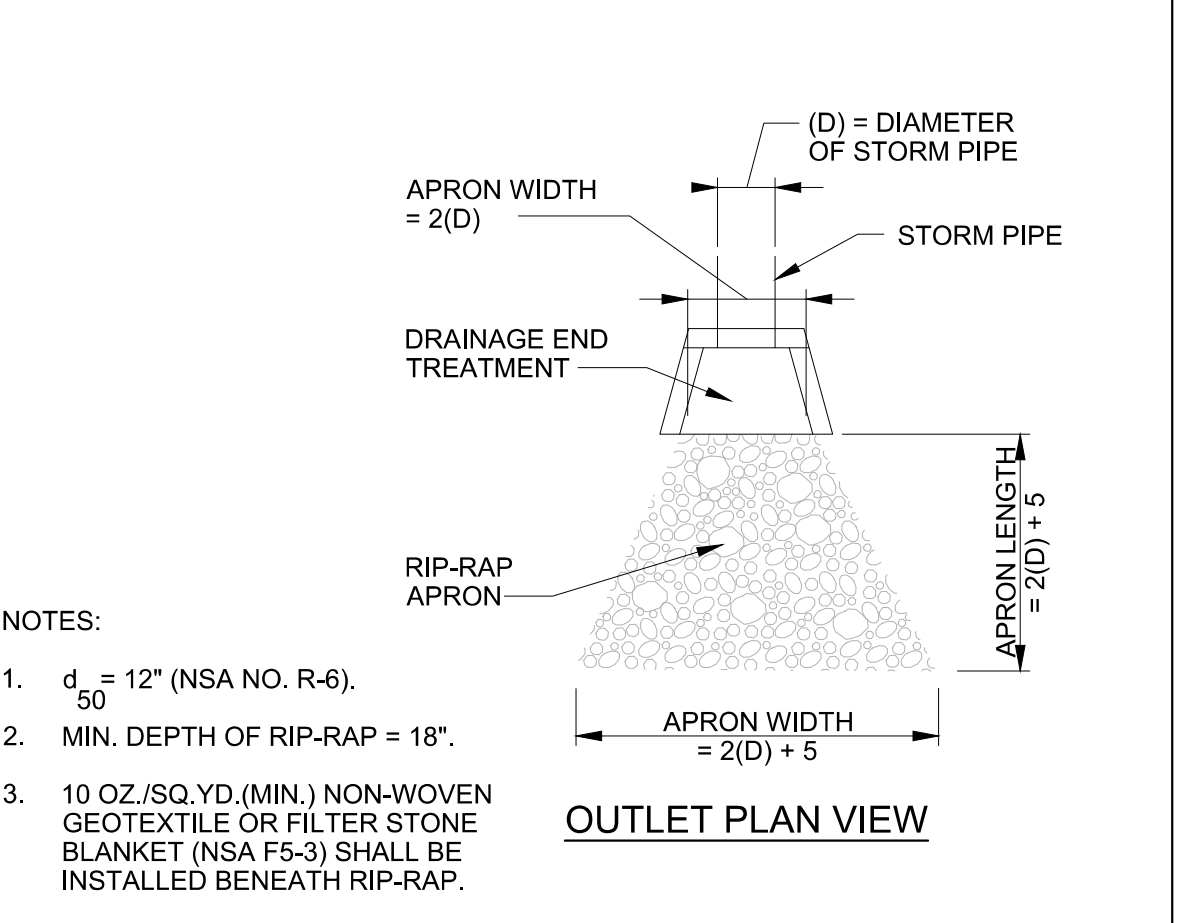 (D) = DIAMETER
OF STORM PIPE
APRON WIDTH
= 2(D)
STORM PIPE
DRAINAGE END
TREATMENT
APRON LENGTH
= 2(D) + 5
RIP-RAP
APRON
APRON WIDTH
= 2(D) + 5
OUTLET PLAN VIEW
NOTES:
1. d50 = 12" (NSA NO. R-6).
2. MIN. DEPTH OF RIP-RAP = 18".
3. 10 OZ./SQ.YD.(MIN.) NON-WOVEN
GEOTEXTILE OR FILTER STONE
BLANKET (NSA F5-3) SHALL BE
INSTALLED BENEATH RIP-RAP.